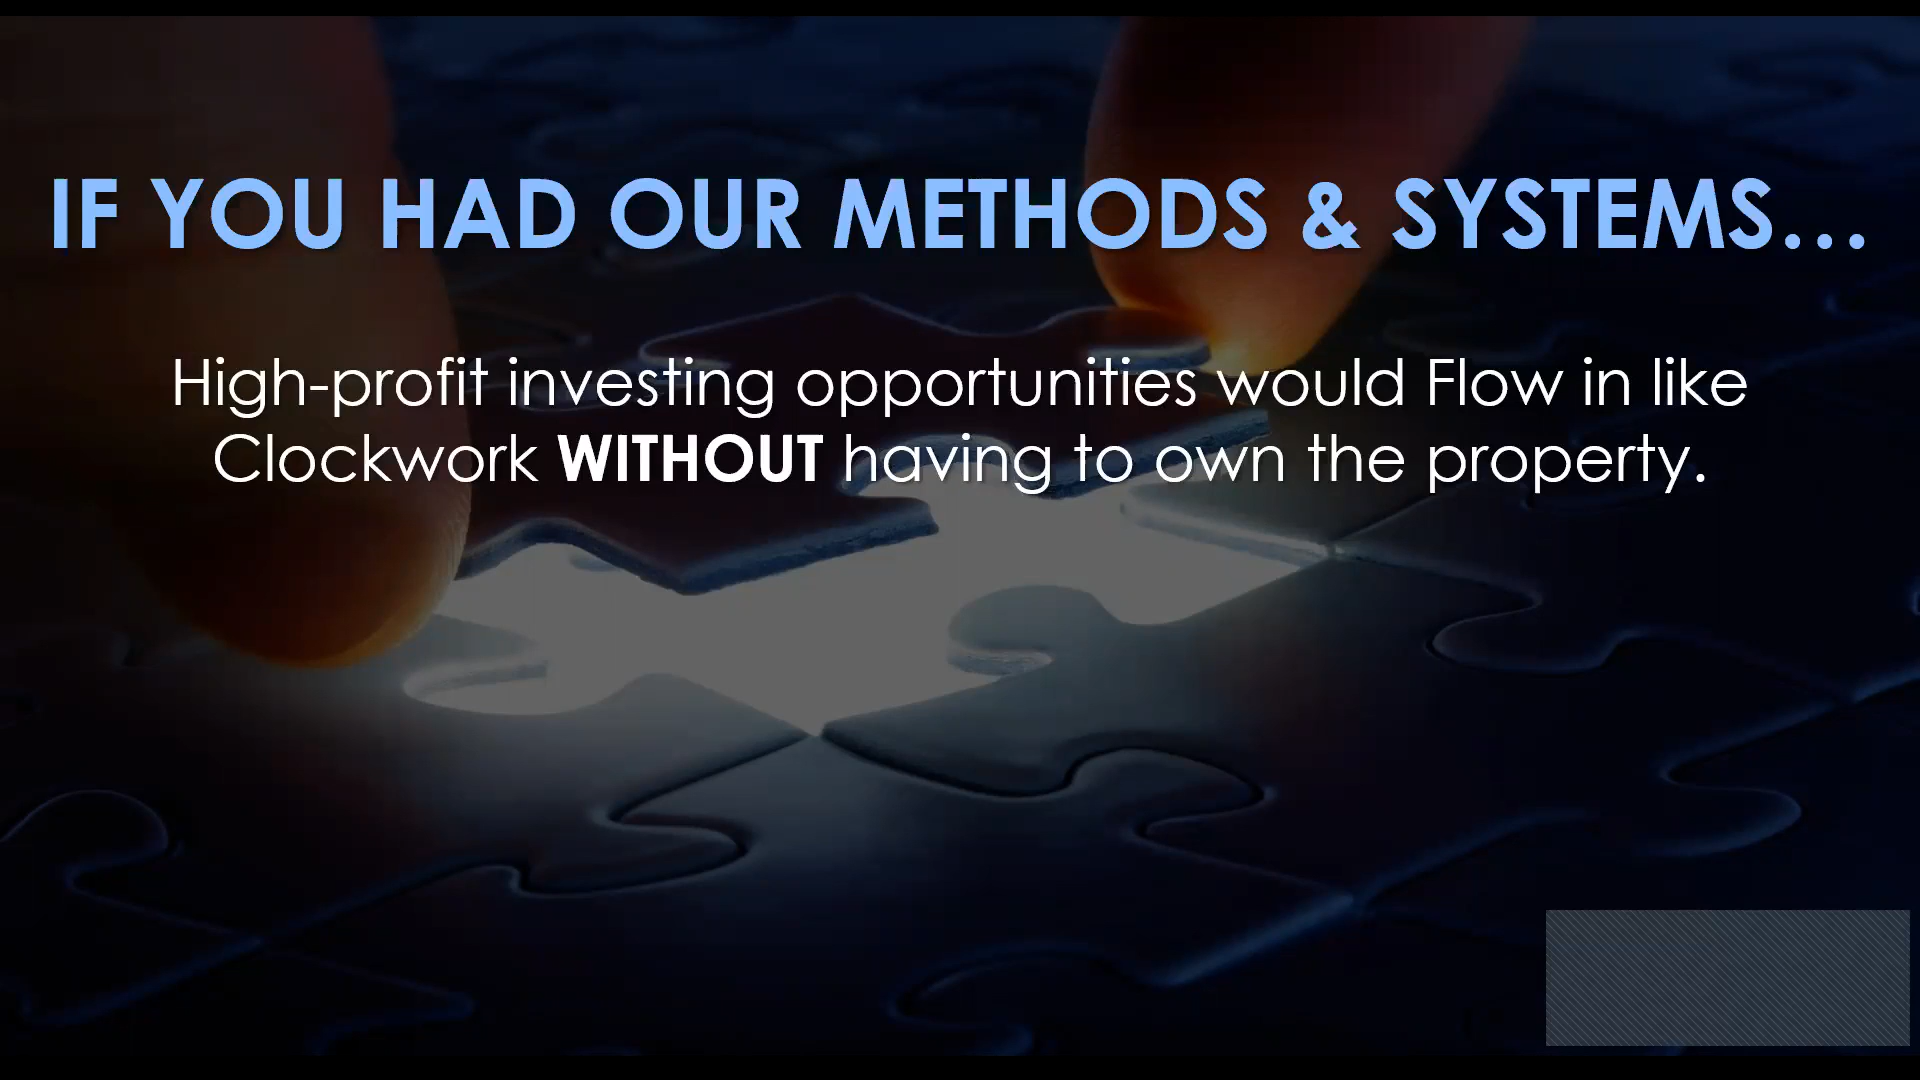 IF YOU HAD OUR METHODS & SYSTEMS...
High-profit investing opportunities would Flow in like
Clockwork WITHOUT having to own the property.